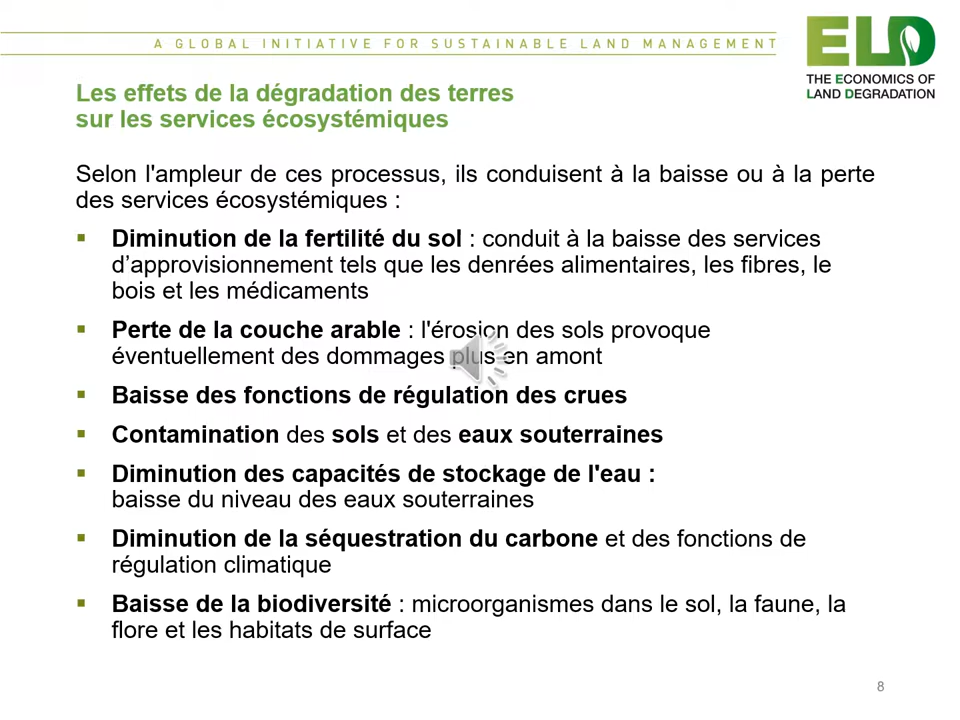 A GLOBAL INITIATIVE FOR SUSTAINABLE LAND MANAGEMENT
ELD
THE ECONOMICS OF
LAND DEGRADATION
Les effets de la dégradation des terres
sur les services écosystémiques
Selon l'ampleur de ces processus, ils conduisent à la baisse ou à la perte
des services écosystémiques :
▪ Diminution de la fertilité du sol : conduit à la baisse des services
d’approvisionnement tels que les denrées alimentaires, les fibres, le
bois et les médicaments
▪ Perte de la couche arable : l'érosion des sols provoque
éventuellement des dommages plus en amont
▪ Baisse des fonctions de régulation des crues
▪ Contamination des sols et des eaux souterraines
▪ Diminution des capacités de stockage de l'eau :
baisse du niveau des eaux souterraines
▪ Diminution de la séquestration du carbone et des fonctions de
régulation climatique
▪ Baisse de la biodiversité : microorganismes dans le sol, la faune, la
flore et les habitats de surface
8